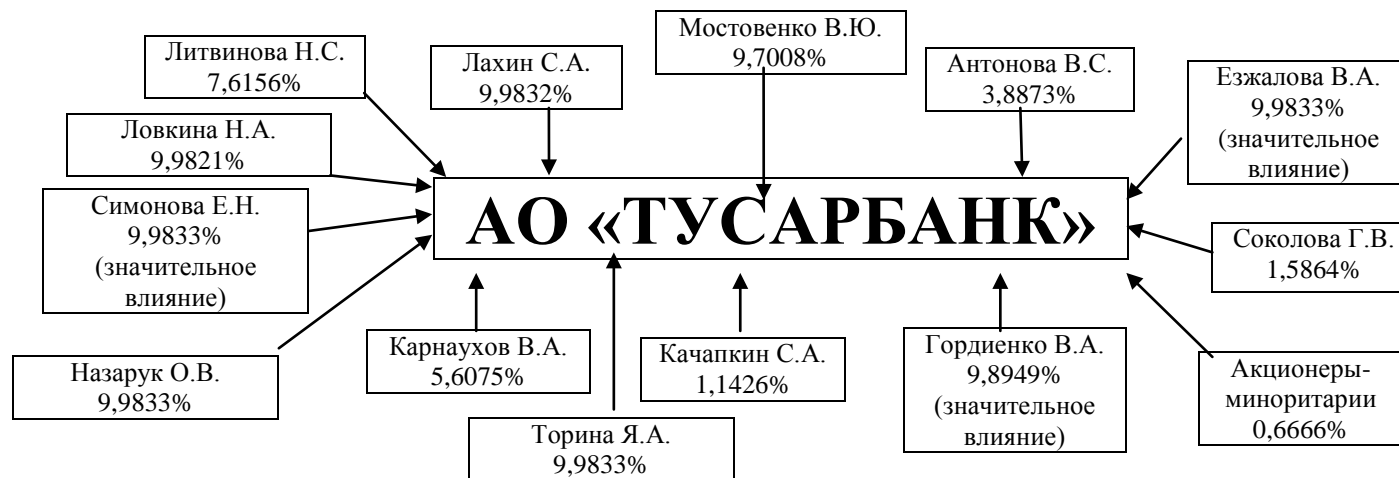 Мостовенко В.Ю.
9,7008%
Литвинова Н.С.
7,6156%
Лахин С.А.
9,9832%
Антонова В.С.
3,8873%
Езжалова В.А.
9,9833%
(значительное
влияние)
Ловкина Н.А.
9,9821%
Симонова Е.Н.
9,9833%
(значительное
влияние)
АО «ТУСАРБАНК»
Соколова Г.В.
1,5864%
Назарук О.В.
9,9833%
Карнаухов В.А.
5,6075%
Торина Я.А.
9,9833%
Качапкин С.А.
1,1426%
Гордиенко В.А.
9,8949%
(значительное
влияние)
Акционеры-
миноритарии
0,6666%